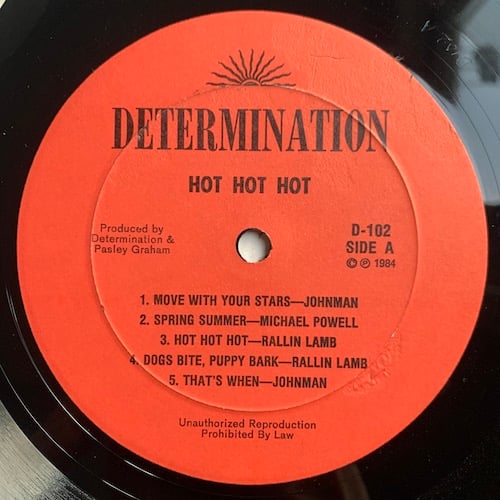 DETERMINATION
HOT HOT HOT
Produced by
Determination &
Pasley Graham
D-102
SIDE A
© ℗ 1984
1. MOVE WITH YOUR STARS—JOHNMAN
2. SPRING SUMMER—MICHAEL POWELL
3. HOT HOT HOT—RALLIN LAMB
4. DOGS BITE, PUPPY BARK—RALLIN LAMB
5. THAT'S WHEN—JOHNMAN
Unauthorized Reproduction
Prohibited By Law